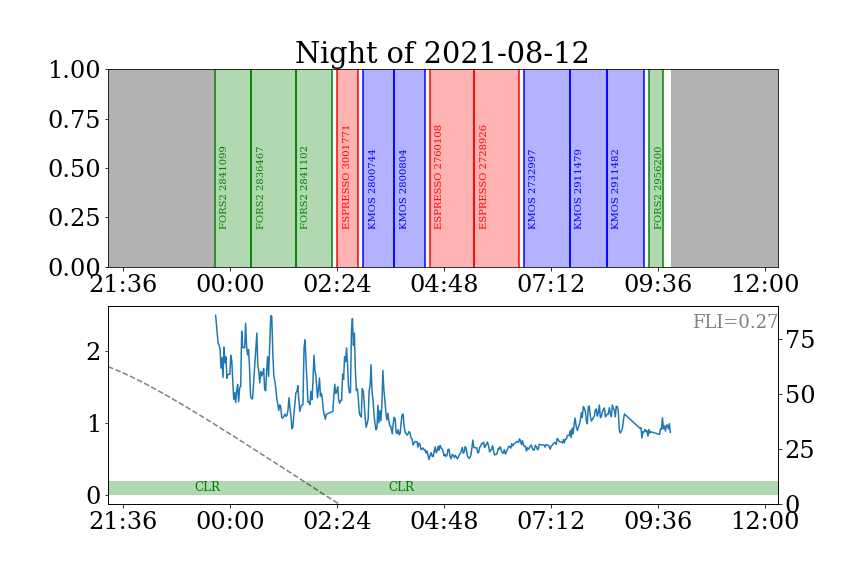 Night of 2021-08-12
1.00
0.75
0.50
0.25
0.00
FORS2 2841099
FORS2 2836467
FORS2 2841102
ESPRESSO 3001771
KMOS 2800744
KMOS 2800804
ESPRESSO 2760108
ESPRESSO 2728926
KMOS 2732997
KMOS 2911479
KMOS 2911482
FORS2 2956200
21:36 00:00 02:24 04:48 07:12 09:36 12:00
FLI=0.27
2
1
0
75
50
25
0
CLR CLR
21:36 00:00 02:24 04:48 07:12 09:36 12:00